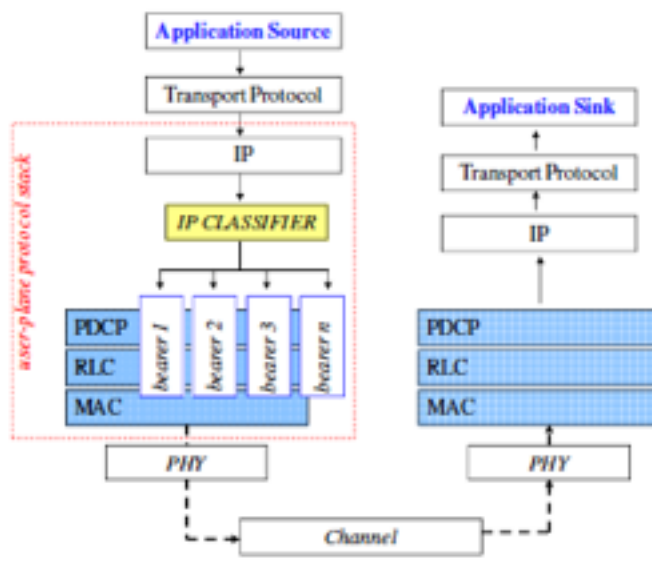 Application Source
Transport Protocol
IP
IP CLASSIFIER
user-plane protocol stack
bearer 1
bearer 2
bearer 3
bearer n
PDCP
RLC
MAC
PHY
Channel
Application Sink
Transport Protocol
IP
PDCP
RLC
MAC
PHY